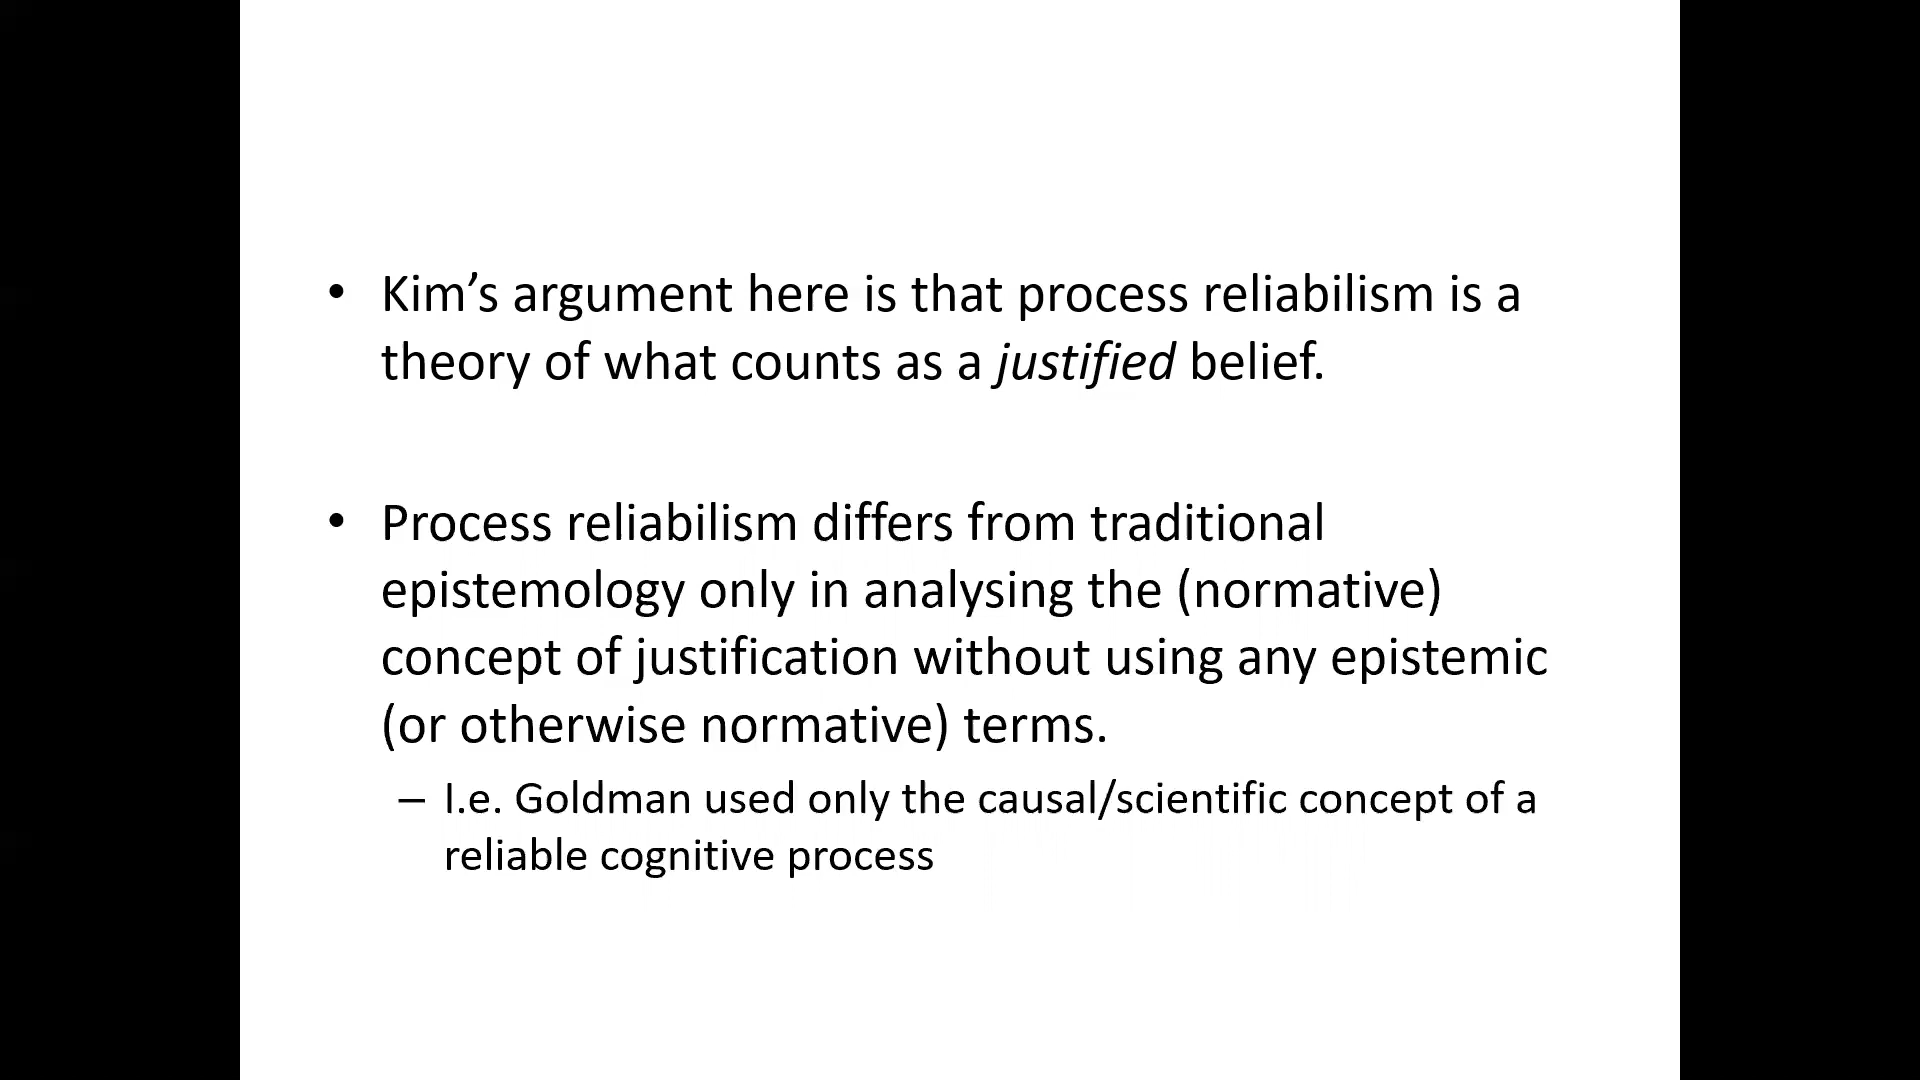 • Kim’s argument here is that process reliabilism is a
theory of what counts as a justified belief.
• Process reliabilism differs from traditional
epistemology only in analysing the (normative)
concept of justification without using any epistemic
(or otherwise normative) terms.
– I.e. Goldman used only the causal/scientific concept of a
reliable cognitive process